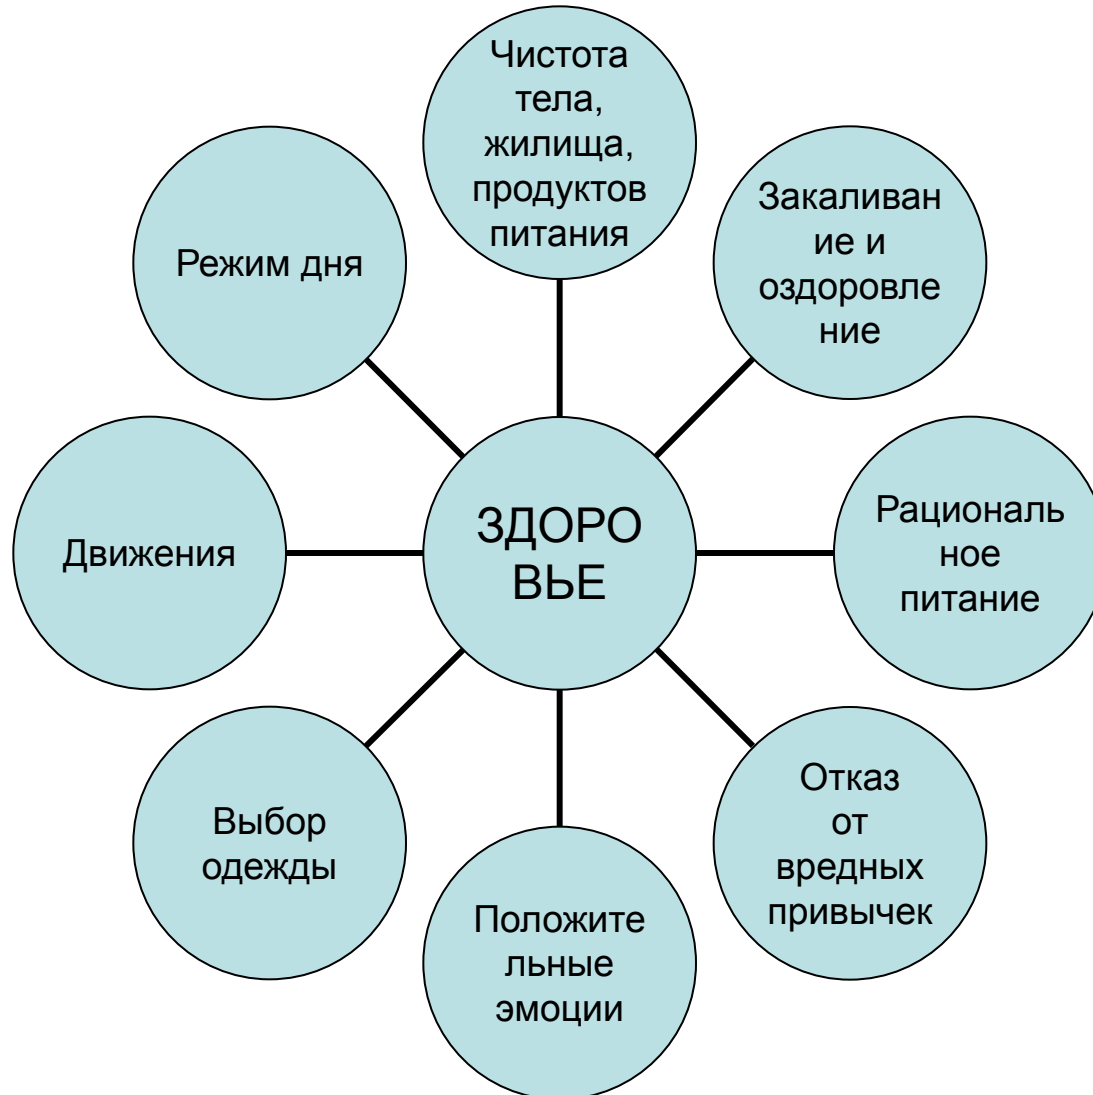 Чистота
тела,
жилища,
продуктов
питания
Закаливан
ие и
оздоровле
ние
Рациональ
ное
питание
Отказ
от
вредных
привычек
Положите
льные
эмоции
Выбор
одежды
Движения
Режим дня
ЗДОРО
ВЬЕ